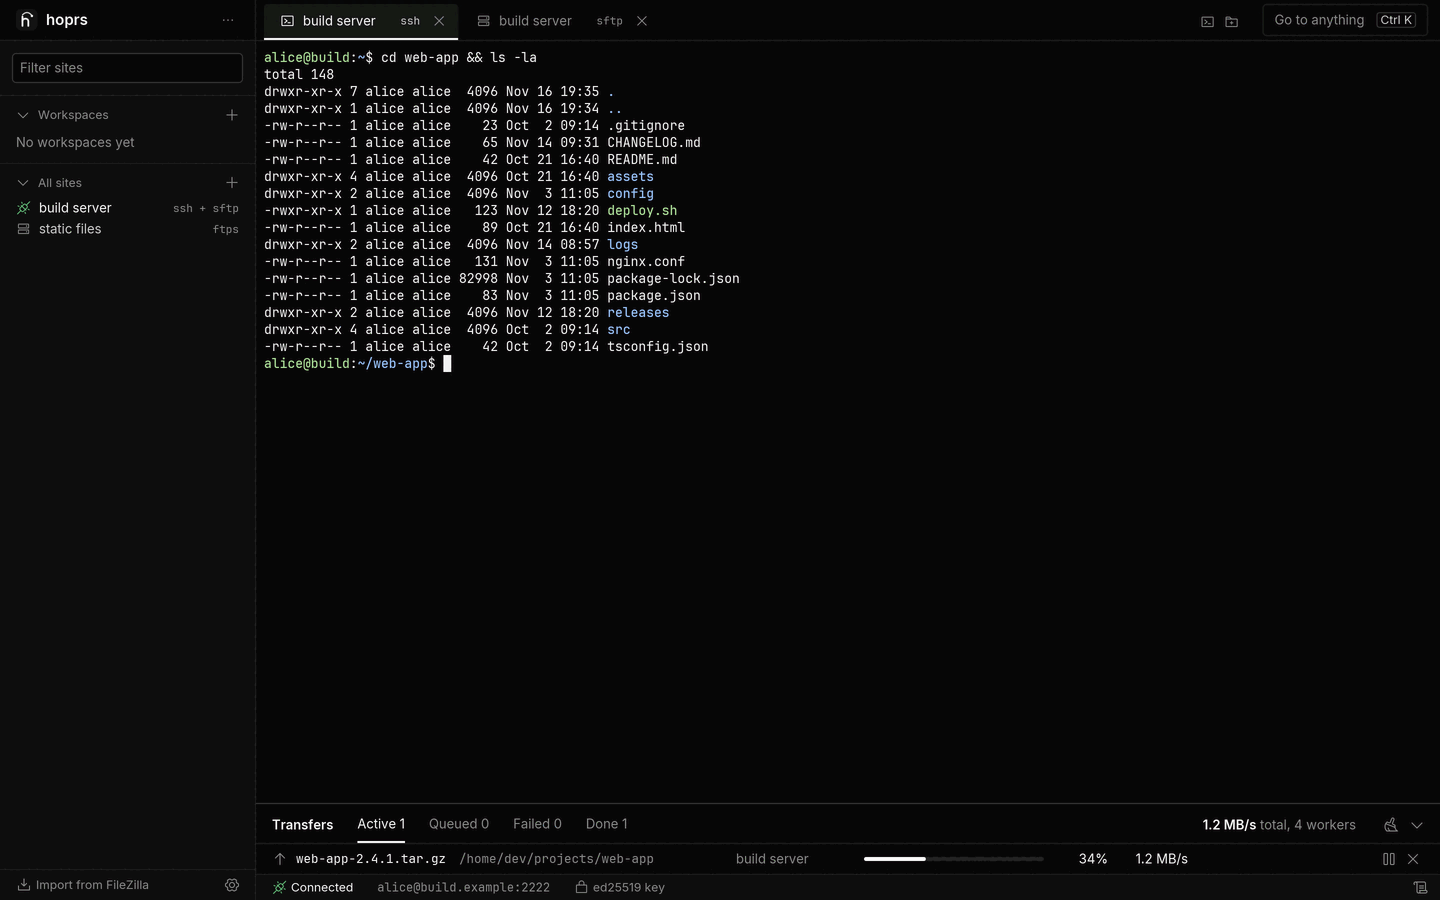 hoprs
build server ssh
build server sftp
Go to anything Ctrl K
Filter sites
Workspaces
No workspaces yet
All sites
build server ssh + sftp
static files ftps
Import from FileZilla
alice@build:~$ cd web-app && ls -la
total 148
drwxr-xr-x 7 alice alice  4096 Nov 16 19:35 .
drwxr-xr-x 1 alice alice  4096 Nov 16 19:34 ..
-rw-r--r-- 1 alice alice    23 Oct  2 09:14 .gitignore
-rw-r--r-- 1 alice alice    65 Nov 14 09:31 CHANGELOG.md
-rw-r--r-- 1 alice alice    42 Oct 21 16:40 README.md
drwxr-xr-x 4 alice alice  4096 Oct 21 16:40 assets
drwxr-xr-x 2 alice alice  4096 Nov  3 11:05 config
-rwxr-xr-x 1 alice alice   123 Nov 12 18:20 deploy.sh
-rw-r--r-- 1 alice alice    89 Oct 21 16:40 index.html
drwxr-xr-x 2 alice alice  4096 Nov 14 08:57 logs
-rw-r--r-- 1 alice alice   131 Nov  3 11:05 nginx.conf
-rw-r--r-- 1 alice alice 82998 Nov  3 11:05 package-lock.json
-rw-r--r-- 1 alice alice    83 Nov  3 11:05 package.json
drwxr-xr-x 2 alice alice  4096 Nov 12 18:20 releases
drwxr-xr-x 4 alice alice  4096 Oct  2 09:14 src
-rw-r--r-- 1 alice alice    42 Oct  2 09:14 tsconfig.json
alice@build:~/web-app$
Transfers Active 1 Queued 0 Failed 0 Done 1 1.2 MB/s total, 4 workers
web-app-2.4.1.tar.gz /home/dev/projects/web-app build server 34% 1.2 MB/s
Connected alice@build.example:2222 ed25519 key